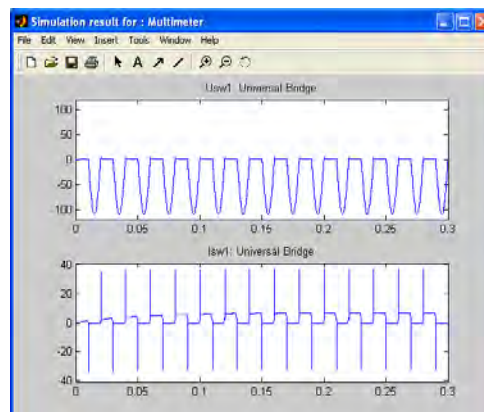 Simulation result for : Multimeter
File Edit View Insert Tools Window Help
Usw1: Universal Bridge
100
50
0
-50
-100
0 0.05 0.1 0.15 0.2 0.25 0.3
Isw1: Universal Bridge
40
20
0
-20
-40
0 0.05 0.1 0.15 0.2 0.25 0.3